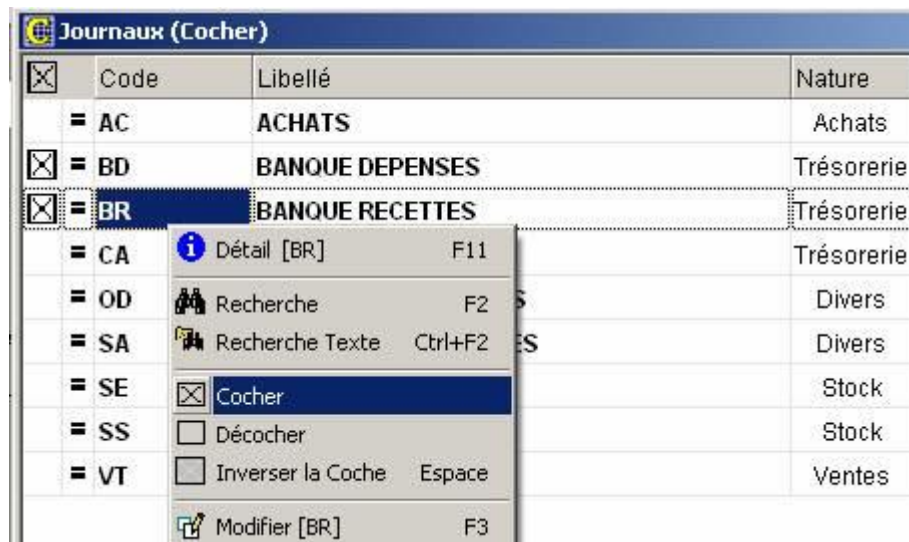 Journaux (Cocher)
Code Libellé Nature
= AC ACHATS Achats
= BD BANQUE DEPENSES Trésorerie
= BR BANQUE RECETTES Trésorerie
= CA Trésorerie
= OD S Divers
= SA ES Divers
= SE Stock
= SS Stock
= VT Ventes
Détail [BR] F11
Recherche F2
Recherche Texte Ctrl+F2
Cocher
Décocher
Inverser la Coche Espace
Modifier [BR] F3